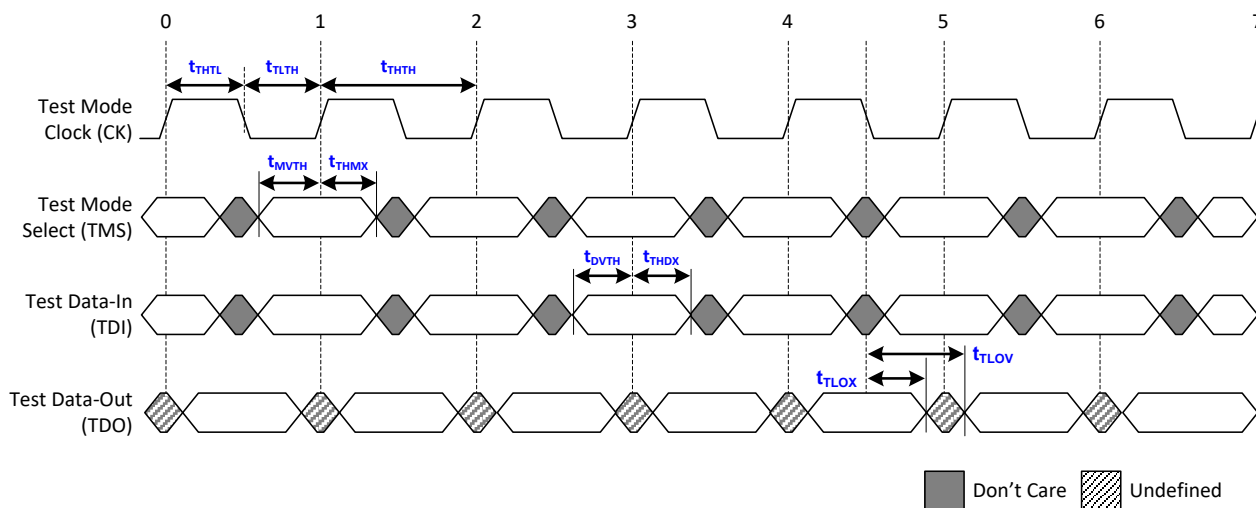 0 1 2 3 4 5 6 7
tTHTL tTLTH tTHTH
Test Mode
Clock (CK)
tMVTH tTHMX
Test Mode
Select (TMS)
tDVTH tTHDX
Test Data-In
(TDI)
tTLOV
tTLOX
Test Data-Out
(TDO)
Don't Care Undefined